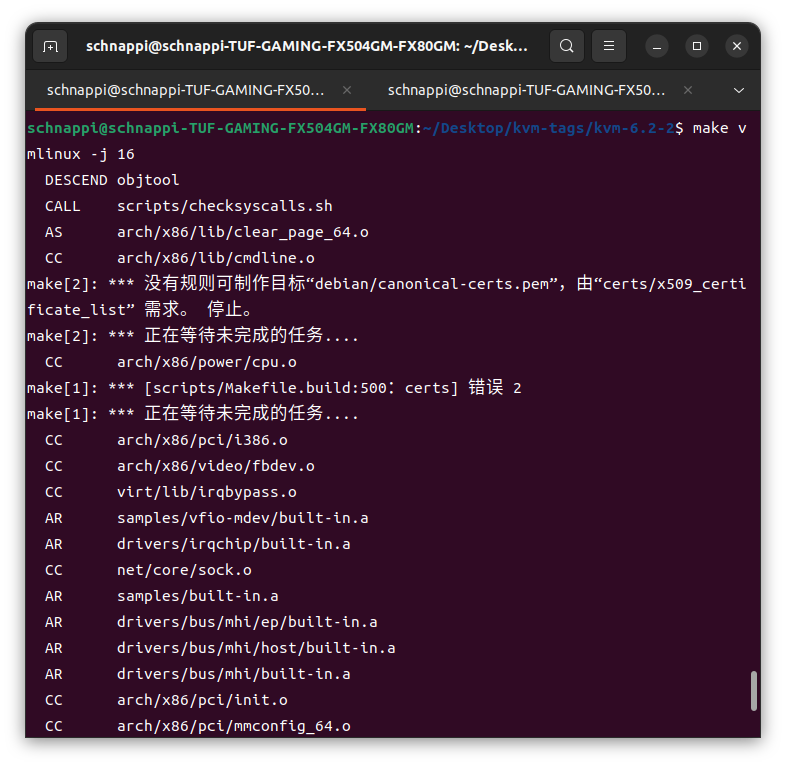 schnappi@schnappi-TUF-GAMING-FX504GM-FX80GM: ~/Desk...
schnappi@schnappi-TUF-GAMING-FX50...
schnappi@schnappi-TUF-GAMING-FX50...
schnappi@schnappi-TUF-GAMING-FX504GM-FX80GM:~/Desktop/kvm-tags/kvm-6.2-2$ make v
mlinux -j 16
  DESCEND objtool
  CALL    scripts/checksyscalls.sh
  AS      arch/x86/lib/clear_page_64.o
  CC      arch/x86/lib/cmdline.o
make[2]: *** 没有规则可制作目标“debian/canonical-certs.pem”，由“certs/x509_certi
ficate_list” 需求。 停止。
make[2]: *** 正在等待未完成的任务....
  CC      arch/x86/power/cpu.o
make[1]: *** [scripts/Makefile.build:500：certs] 错误 2
make[1]: *** 正在等待未完成的任务....
  CC      arch/x86/pci/i386.o
  CC      arch/x86/video/fbdev.o
  CC      virt/lib/irqbypass.o
  AR      samples/vfio-mdev/built-in.a
  AR      drivers/irqchip/built-in.a
  CC      net/core/sock.o
  AR      samples/built-in.a
  AR      drivers/bus/mhi/ep/built-in.a
  AR      drivers/bus/mhi/host/built-in.a
  AR      drivers/bus/mhi/built-in.a
  CC      arch/x86/pci/init.o
  CC      arch/x86/pci/mmconfig_64.o